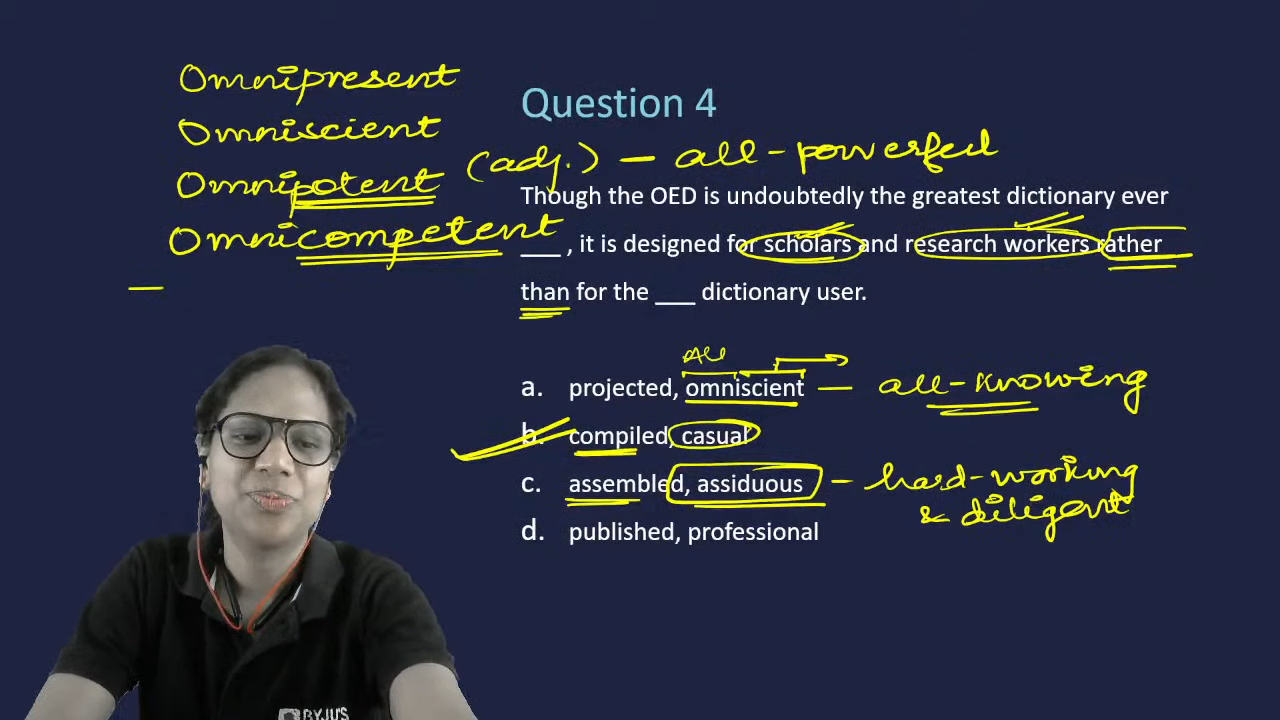 Omnipresent
Omniscient
Omnipotent (adj.) – all-powerful
Omnicompetent
–
Question 4
Though the OED is undoubtedly the greatest dictionary ever
___ , it is designed for scholars and research workers rather
than for the ___ dictionary user.
All
a. projected, omniscient – all-knowing
b. compiled, casual
c. assembled, assiduous – hard-working
& diligent
d. published, professional
BYJU'S